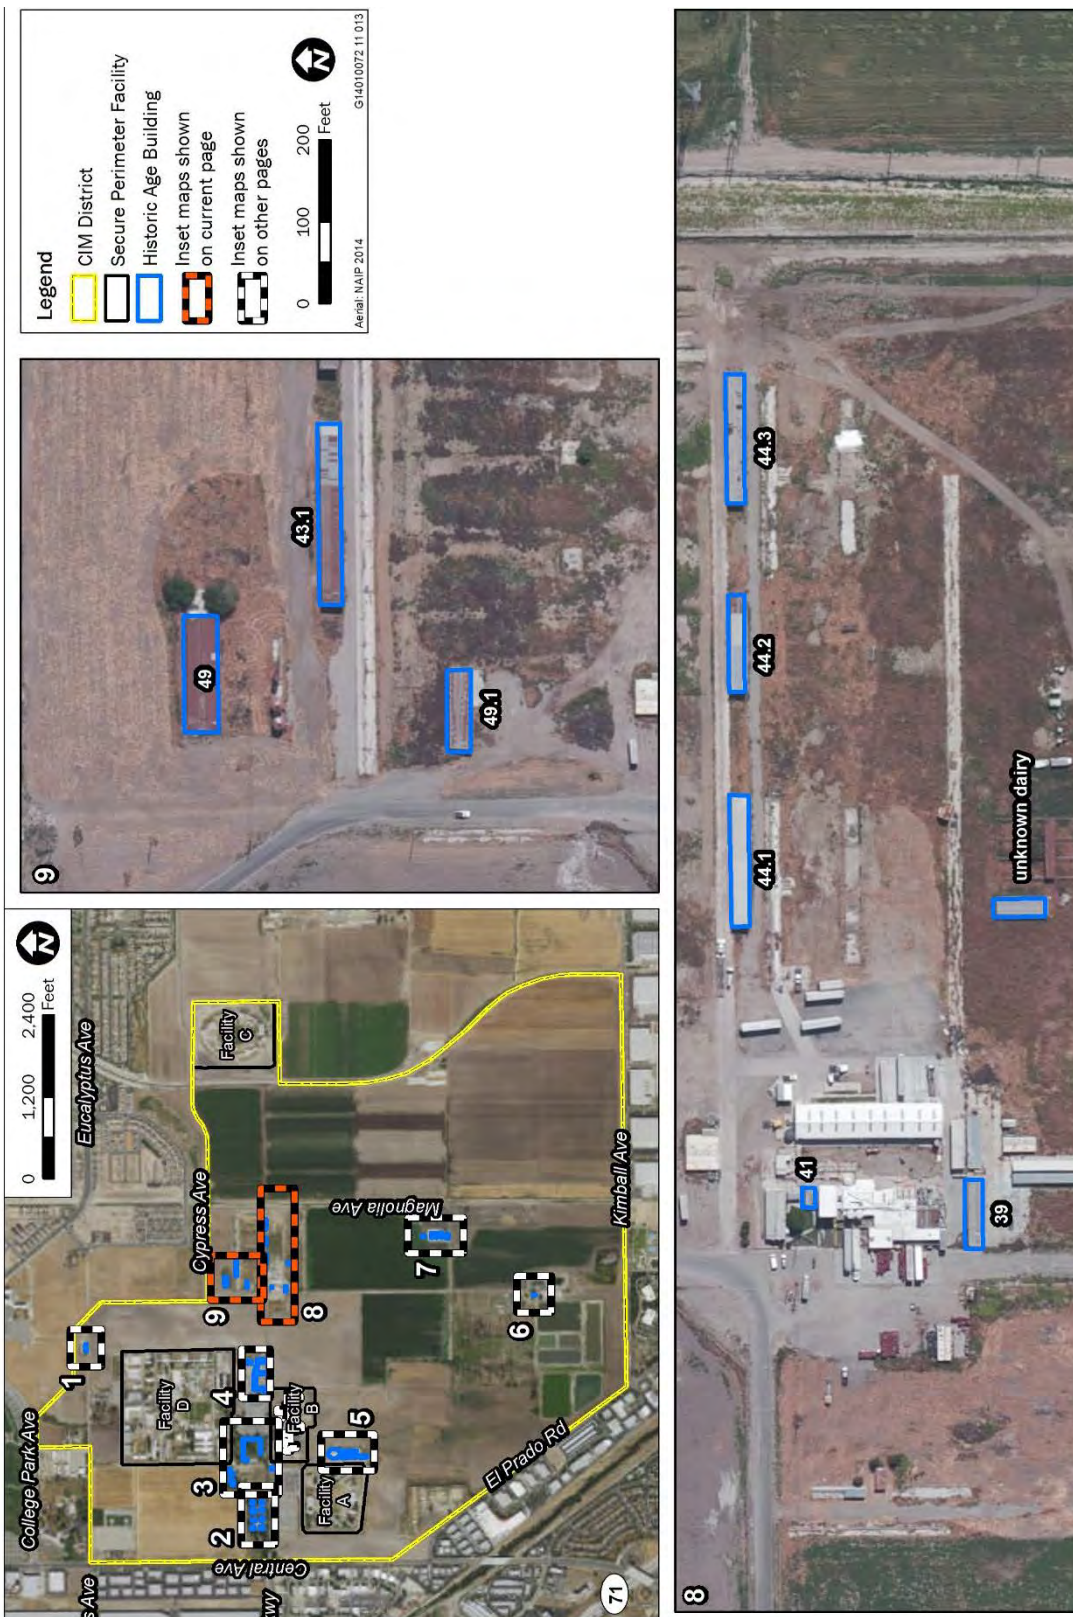 College Park Ave
Eucalyptus Ave
0 1,200 2,400
Feet
N
s Ave
Cypress Ave
1
Facility
D
Facility
C
9
4
3
2
Facility
B
8
Central Ave
wy
Facility
A
5
7
Magnolia Ave
6
El Prado Rd
Kimball Ave
71
9
49
43.1
49.1
Legend
CIM District
Secure Perimeter Facility
Historic Age Building
Inset maps shown
on current page
Inset maps shown
on other pages
0 100 200
Feet
N
Aerial: NAIP 2014
G14010072 11 013
8
41
39
44.1
44.2
44.3
unknown dairy